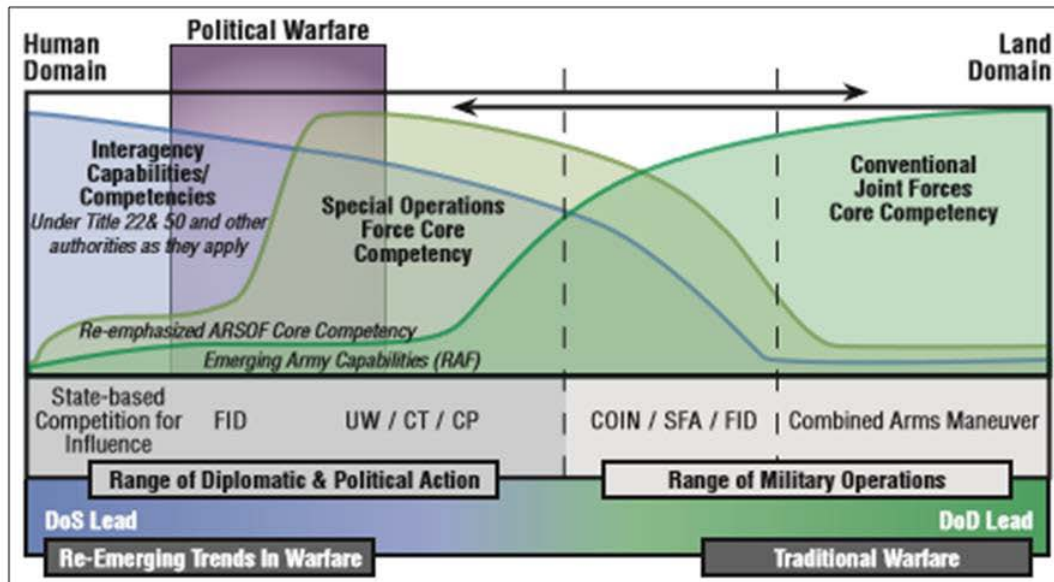 Political Warfare
Human
Domain
Land
Domain
Interagency
Capabilities/
Competencies
Under Title 22& 50 and other
authorities as they apply
Special Operations
Force Core
Competency
Conventional
Joint Forces
Core Competency
Re-emphasized ARSOF Core Competency
Emerging Army Capabilities (RAF)
State-based
Competition for
Influence
FID
UW / CT / CP
COIN / SFA / FID
Combined Arms Maneuver
Range of Diplomatic & Political Action
Range of Military Operations
DoS Lead
DoD Lead
Re-Emerging Trends In Warfare
Traditional Warfare